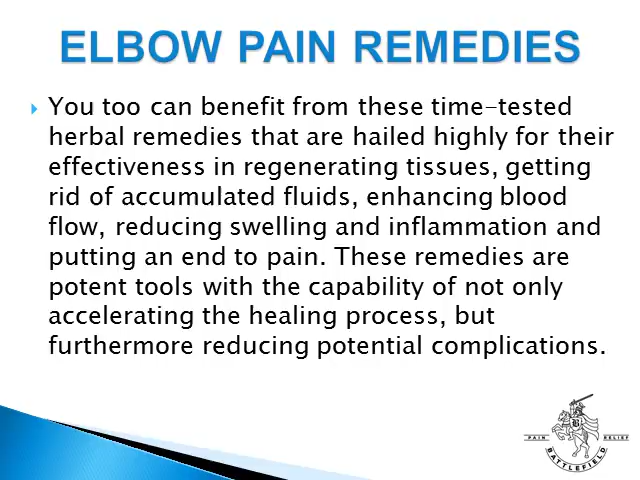 ELBOW PAIN REMEDIES
You too can benefit from these time-tested
herbal remedies that are hailed highly for their
effectiveness in regenerating tissues, getting
rid of accumulated fluids, enhancing blood
flow, reducing swelling and inflammation and
putting an end to pain. These remedies are
potent tools with the capability of not only
accelerating the healing process, but
furthermore reducing potential complications.
B
PAIN RELIEF
BATTLEFIELD